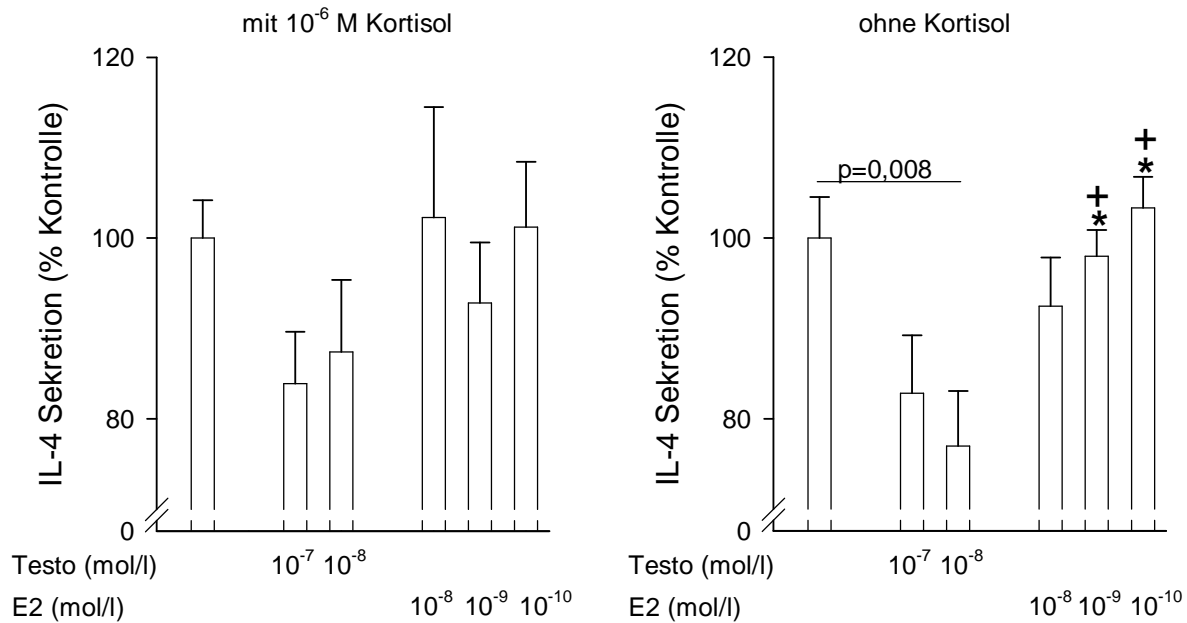 mit 10⁻⁶ M Kortisol
IL-4 Sekretion (% Kontrolle)
120
100
80
0
Testo (mol/l) 10⁻⁷ 10⁻⁸
E2 (mol/l) 10⁻⁸ 10⁻⁹ 10⁻¹⁰
ohne Kortisol
IL-4 Sekretion (% Kontrolle)
120
100
80
0
p=0,008
+
*
+
*
Testo (mol/l) 10⁻⁷ 10⁻⁸
E2 (mol/l) 10⁻⁸ 10⁻⁹ 10⁻¹⁰